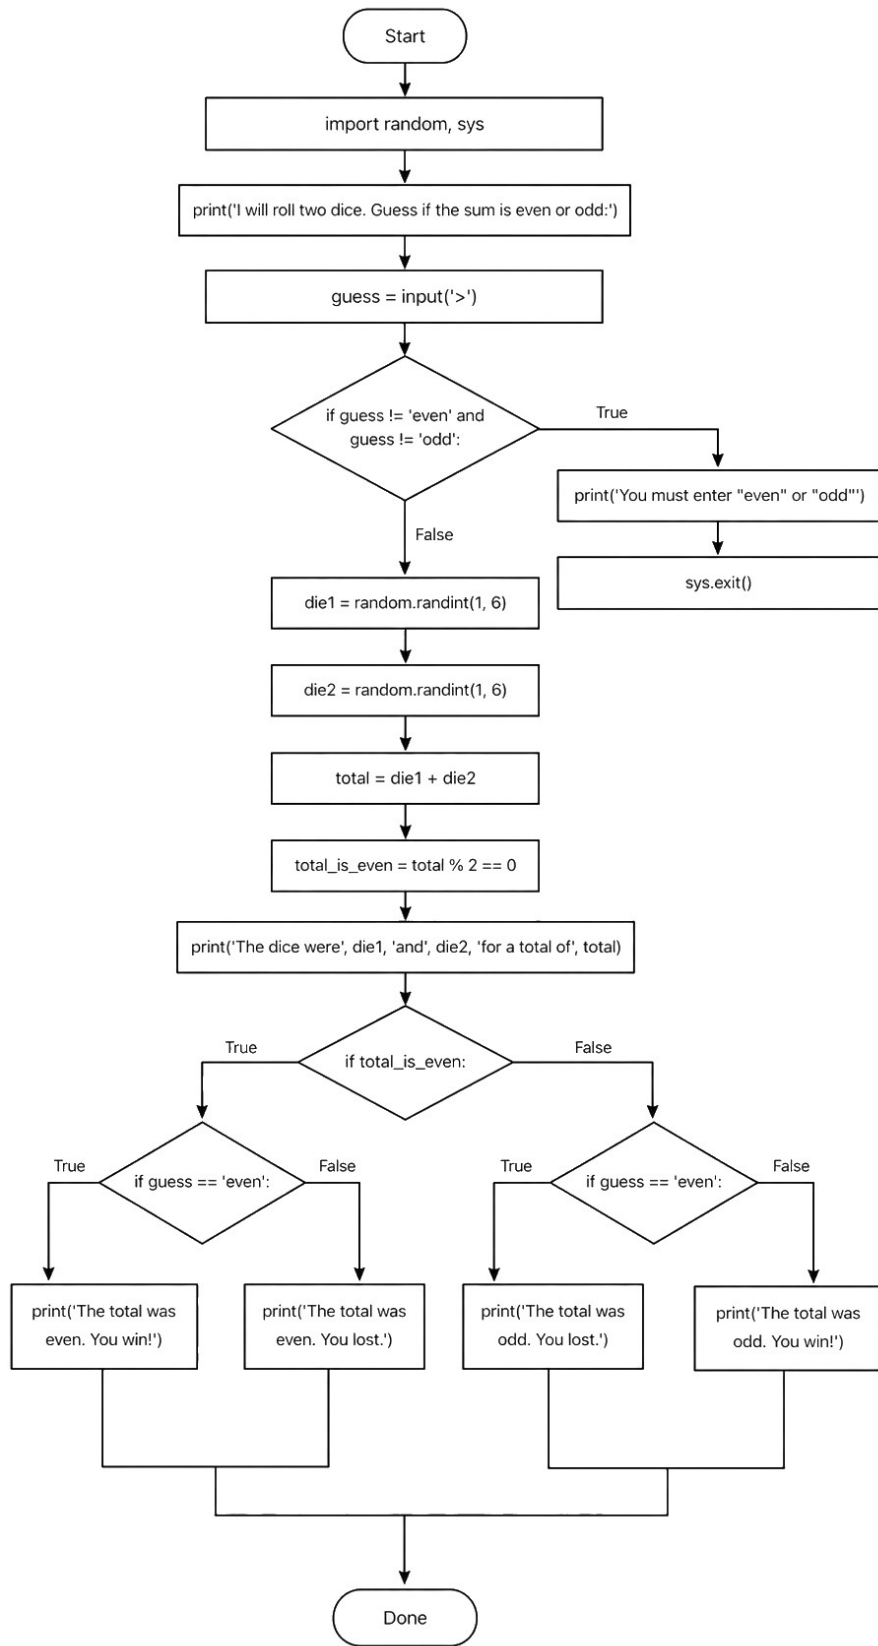 Start
import random, sys
print('I will roll two dice. Guess if the sum is even or odd:')
guess = input('>')
if guess != 'even' and
guess != 'odd':
True
print('You must enter "even" or "odd"')
sys.exit()
False
die1 = random.randint(1, 6)
die2 = random.randint(1, 6)
total = die1 + die2
total_is_even = total % 2 == 0
print('The dice were', die1, 'and', die2, 'for a total of', total)
True
if total_is_even:
False
True
if guess == 'even':
False
True
if guess == 'even':
False
print('The total was
even. You win!')
print('The total was
even. You lost.')
print('The total was
odd. You lost.')
print('The total was
odd. You win!')
Done